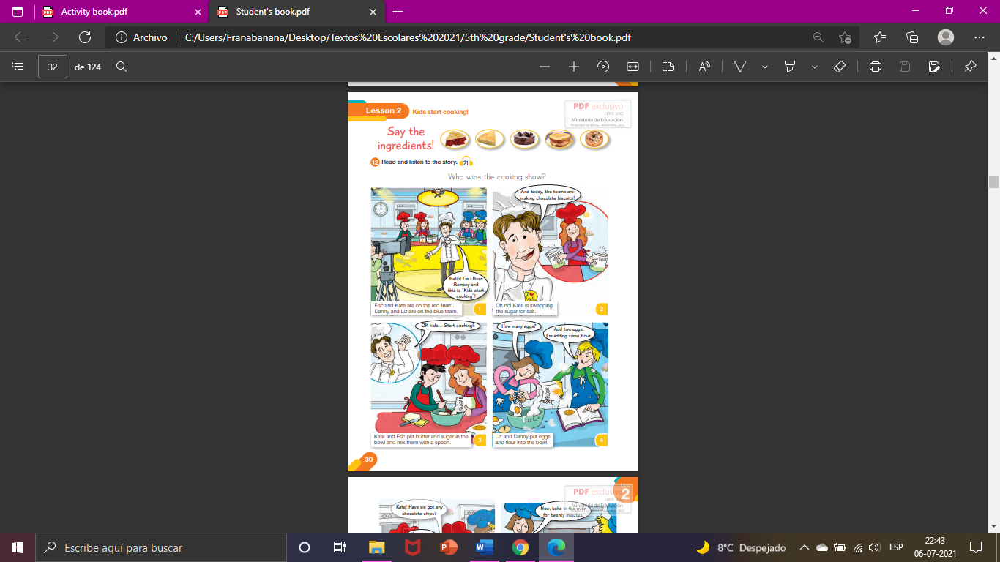 Activity book.pdf
Student's book.pdf
Archivo
C:/Users/Franabanana/Desktop/Textos%20Escolares%202021/5th%20grade/Student's%20book.pdf
32
de 124
Lesson 2
Kids start cooking!
PDF exclusivo
para uso
Ministerio de Educación
Say the
ingredients!
12 Read and listen to the story. 21
Who wins the cooking show?
Hello! I'm Oliver
Ramsey and
this is "Kids start
cooking"!
Eric and Kate are on the red team.
Danny and Liz are on the blue team.
1
And today, the teams are
making chocolate biscuits!
SALT
Oh no! Kate is swapping
the sugar for salt.
2
OK kids... Start cooking!
SUGAR
Kate and Eric put butter and sugar in the
bowl and mix them with a spoon.
3
How many eggs?
Add two eggs.
I'm adding some flour.
FLOUR
Liz and Danny put eggs
and flour into the bowl.
4
30
PDF exclusivo
para uso
Ministerio de Educación
2
Kate! Have we got any
chocolate chips?
Now, bake in the oven
for twenty minutes.
Escribe aquí para buscar
8°C Despejado
ESP
22:43
06-07-2021